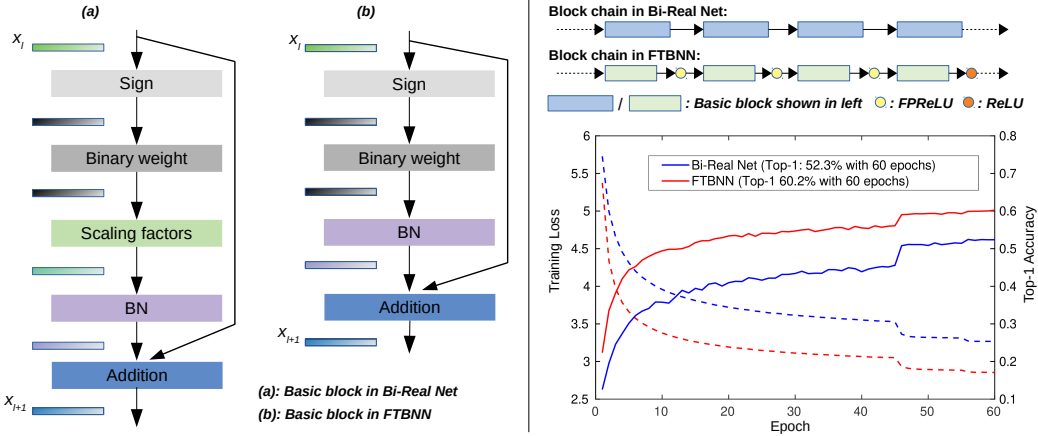 (a)
X_l
Sign
Binary weight
Scaling factors
BN
Addition
X_{l+1}
(b)
X_l
Sign
Binary weight
BN
Addition
X_{l+1}
(a): Basic block in Bi-Real Net
(b): Basic block in FTBNN
Block chain in Bi-Real Net:
Block chain in FTBNN:
/ : Basic block shown in left : FPReLU : ReLU
Bi-Real Net (Top-1: 52.3% with 60 epochs)
FTBNN (Top-1 60.2% with 60 epochs)
Training Loss
6
5.5
5
4.5
4
3.5
3
2.5
0 10 20 30 40 50 60
Epoch
0.8
0.7
0.6
0.5
0.4
0.3
0.2
0.1
Top-1 Accuracy